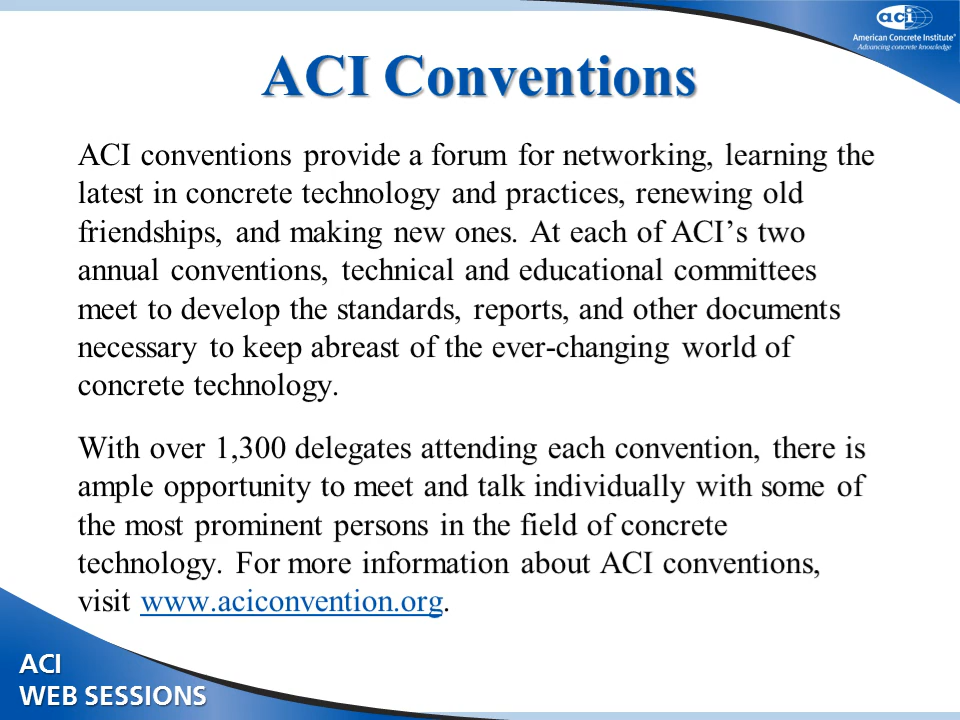 aci
American Concrete Institute®
Advancing concrete knowledge
ACI Conventions
ACI conventions provide a forum for networking, learning the
latest in concrete technology and practices, renewing old
friendships, and making new ones. At each of ACI’s two
annual conventions, technical and educational committees
meet to develop the standards, reports, and other documents
necessary to keep abreast of the ever-changing world of
concrete technology.
With over 1,300 delegates attending each convention, there is
ample opportunity to meet and talk individually with some of
the most prominent persons in the field of concrete
technology. For more information about ACI conventions,
visit www.aciconvention.org.
ACI
WEB SESSIONS